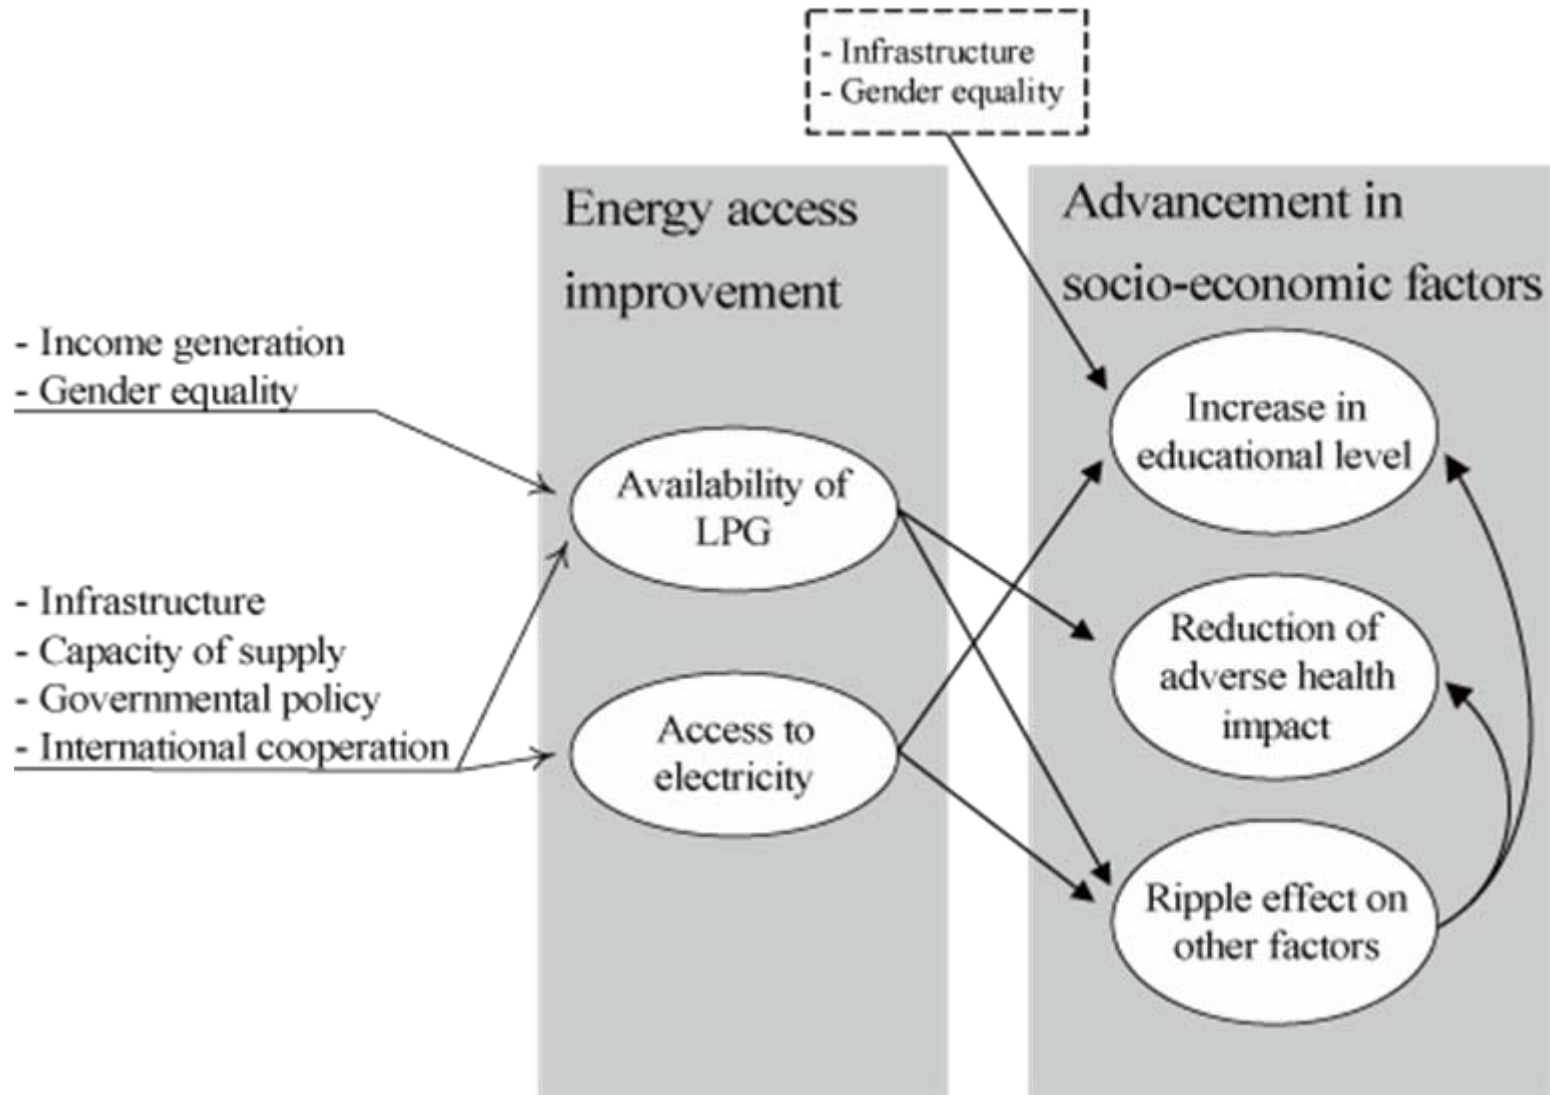 - Infrastructure
- Gender equality
Energy access
improvement
Advancement in
socio-economic factors
- Income generation
- Gender equality
- Infrastructure
- Capacity of supply
- Governmental policy
- International cooperation
Availability of
LPG
Access to
electricity
Increase in
educational level
Reduction of
adverse health
impact
Ripple effect on
other factors